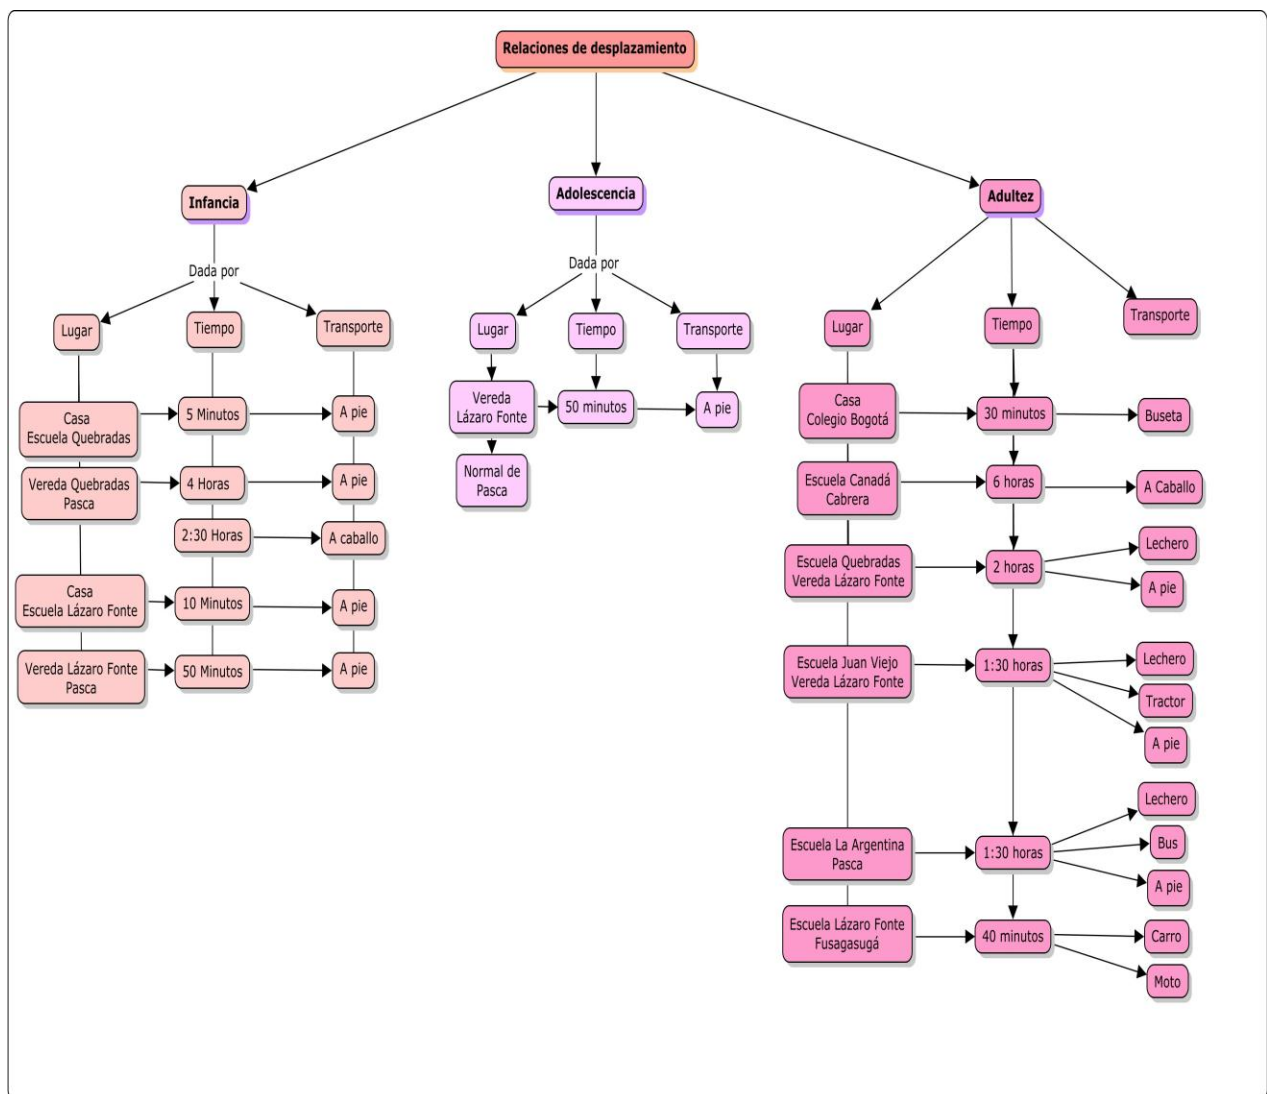 Relaciones de desplazamiento
Infancia
Dada por
Lugar
Tiempo
Transporte
Casa
Escuela Quebradas
5 Minutos
A pie
Vereda Quebradas
Pasca
4 Horas
A pie
2:30 Horas
A caballo
Casa
Escuela Lázaro Fonte
10 Minutos
A pie
Vereda Lázaro Fonte
Pasca
50 Minutos
A pie
Adolescencia
Dada por
Lugar
Tiempo
Transporte
Vereda
Lázaro Fonte
50 minutos
A pie
Normal de
Pasca
Adultez
Lugar
Tiempo
Transporte
Casa
Colegio Bogotá
30 minutos
Buseta
Escuela Canadá
Cabrera
6 horas
A Caballo
Escuela Quebradas
Vereda Lázaro Fonte
2 horas
Lechero
A pie
Escuela Juan Viejo
Vereda Lázaro Fonte
1:30 horas
Lechero
Tractor
A pie
Escuela La Argentina
Pasca
1:30 horas
Lechero
Bus
A pie
Escuela Lázaro Fonte
Fusagasugá
40 minutos
Carro
Moto